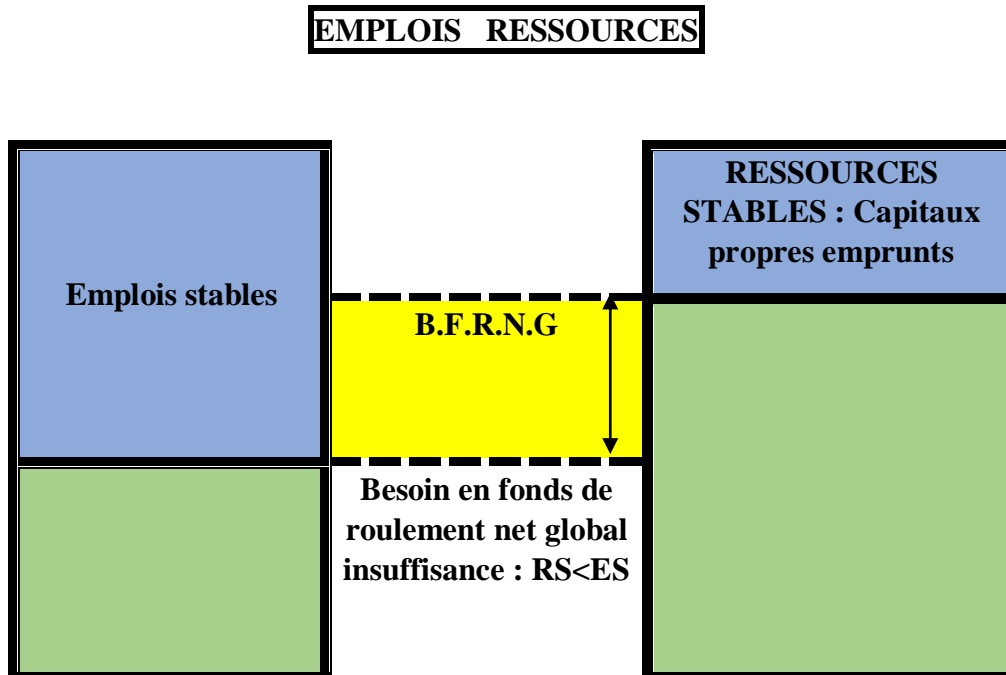 EMPLOIS RESSOURCES
Emplois stables
B.F.R.N.G
Besoin en fonds de
roulement net global
insuffisance : RS<ES
RESSOURCES
STABLES : Capitaux
propres emprunts